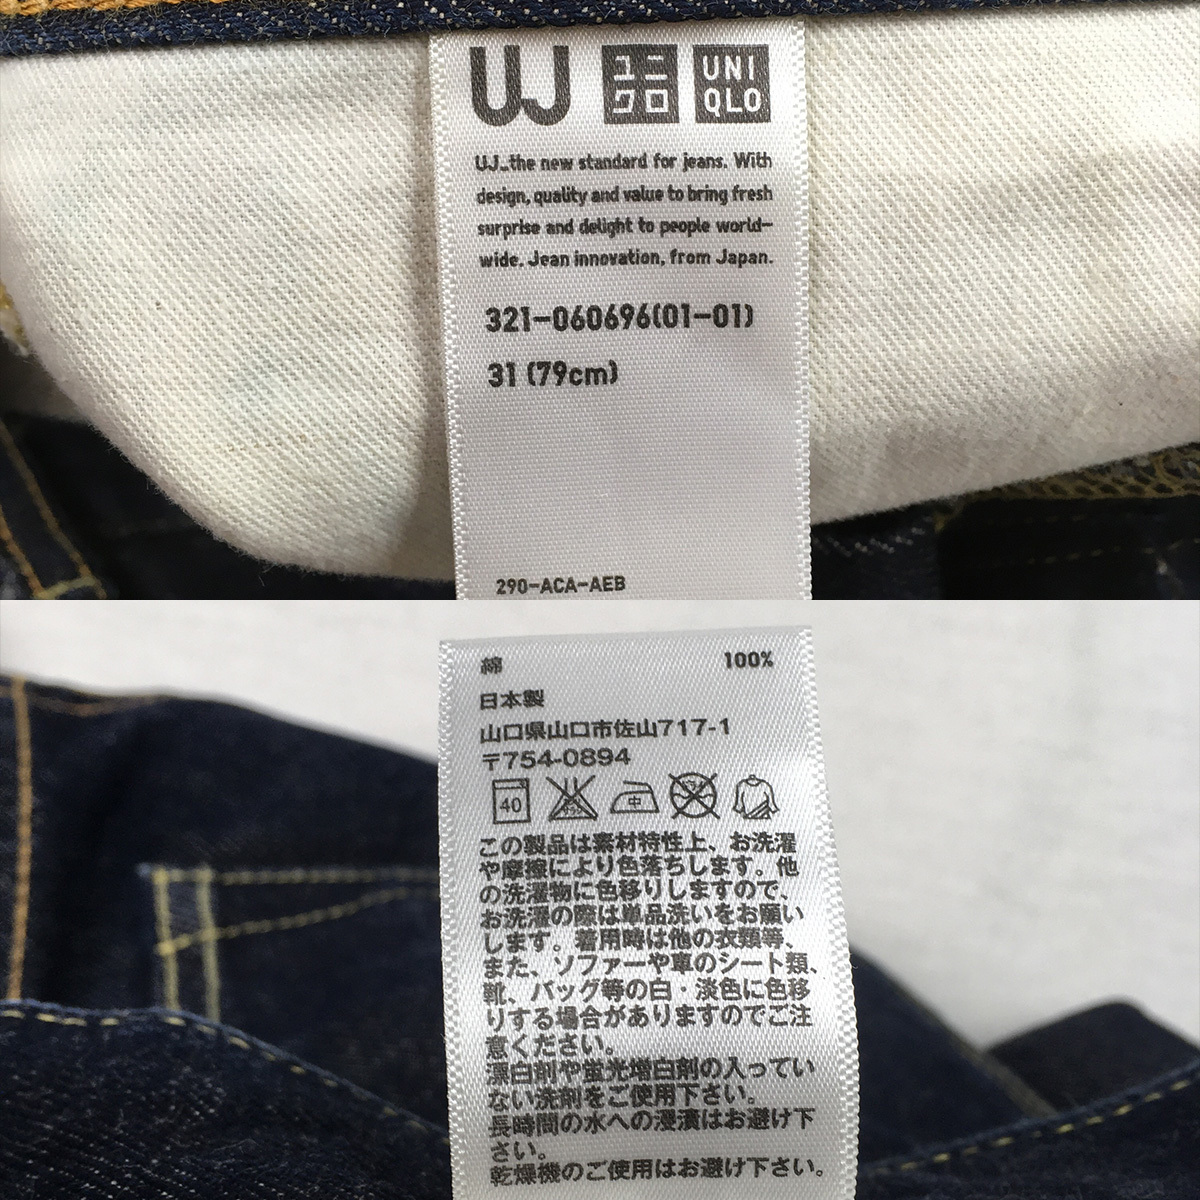 UJ ユニクロ UNIQLO
UJ_the new standard for jeans. With
design, quality and value to bring fresh
surprise and delight to people world-
wide. Jean innovation, from Japan.
321-060696(01-01)
31 (79cm)
290-ACA-AEB
綿 100%
日本製
山口県山口市佐山717-1
〒754-0894
40 中
この製品は素材特性上、お洗濯
や摩擦により色落ちします。他
の洗濯物に色移りしますので、
お洗濯の際は単品洗いをお願い
します。着用時は他の衣類等、
また、ソファーや車のシート類、
靴、バッグ等の白・淡色に色移
りする場合がありますのでご注
意ください。
漂白剤や蛍光増白剤の入ってい
ない洗剤をご使用下さい。
長時間の水への浸漬はお避け下
さい。
乾燥機のご使用はお避け下さい。